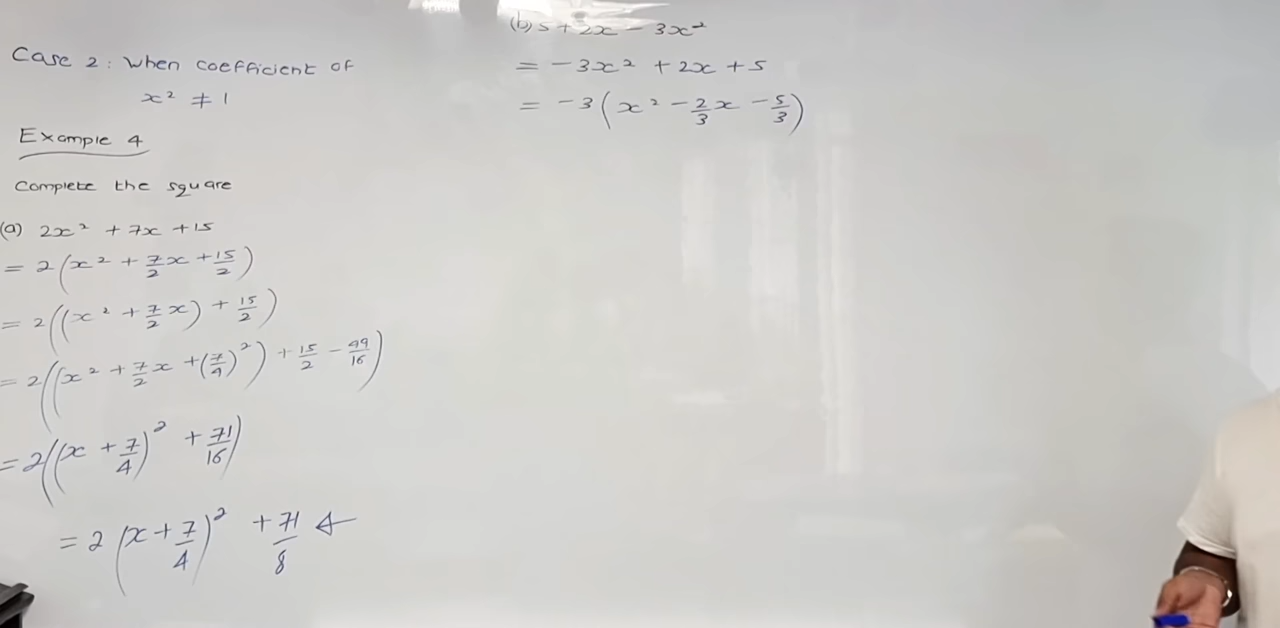 Case 2: When coefficient of
x² ≠ 1
Example 4
Complete the square
(a) 2x² + 7x + 15
= 2(x² + 7/2 x + 15/2)
= 2((x² + 7/2 x) + 15/2)
= 2((x² + 7/2 x + (7/4)²) + 15/2 - 49/16)
= 2((x + 7/4)² + 71/16)
= 2(x + 7/4)² + 71/8
(b) 5 + 2x - 3x²
= -3x² + 2x + 5
= -3(x² - 2/3 x - 5/3)